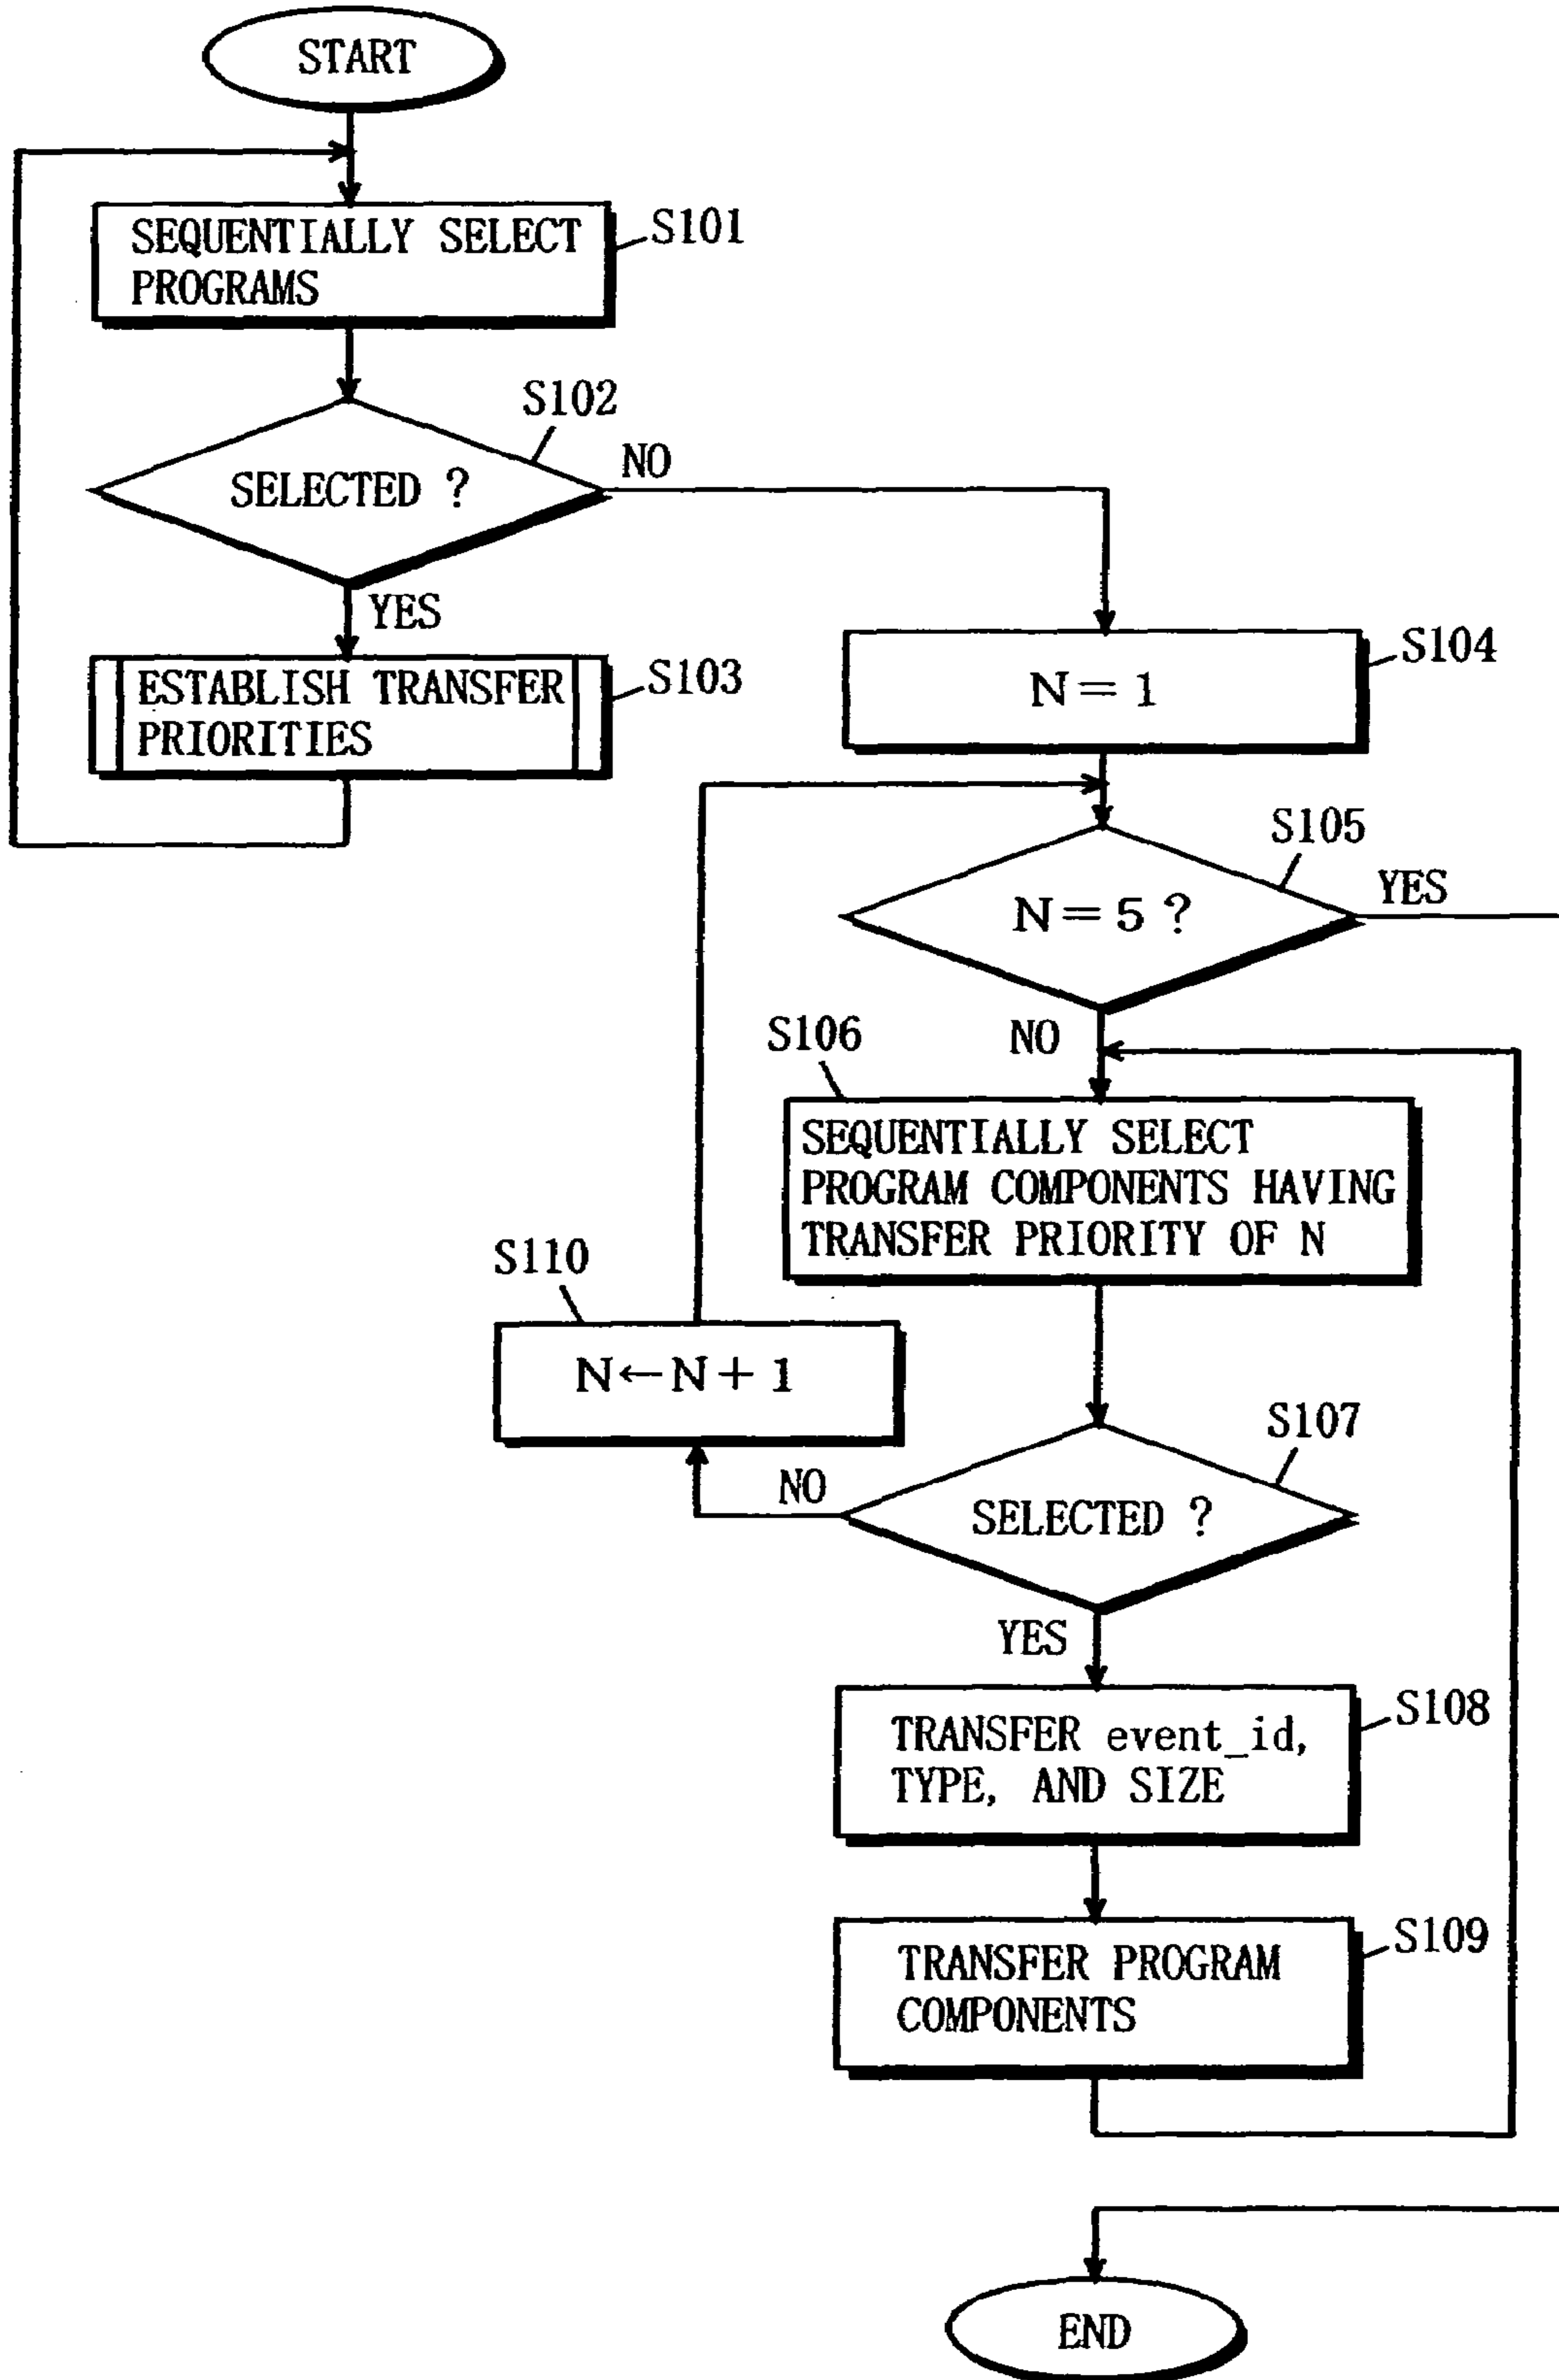 START
SEQUENTIALLY SELECT
PROGRAMS
S101
S102
SELECTED ?
NO
YES
ESTABLISH TRANSFER
PRIORITIES
S103
N=1
S104
S105
N=5 ?
YES
NO
S106
SEQUENTIALLY SELECT
PROGRAM COMPONENTS HAVING
TRANSFER PRIORITY OF N
S110
N←N+1
S107
SELECTED ?
NO
YES
TRANSFER event_id,
TYPE, AND SIZE
S108
TRANSFER PROGRAM
COMPONENTS
S109
END